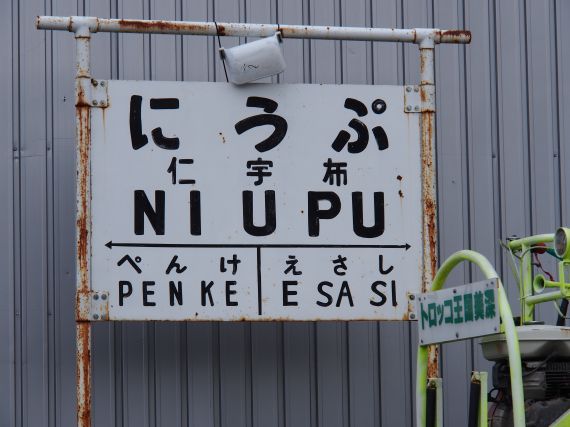 にうぷ
仁宇布
NIUPU
ぺんけ えさし
PENKE ESASI
トロッコ王国美深